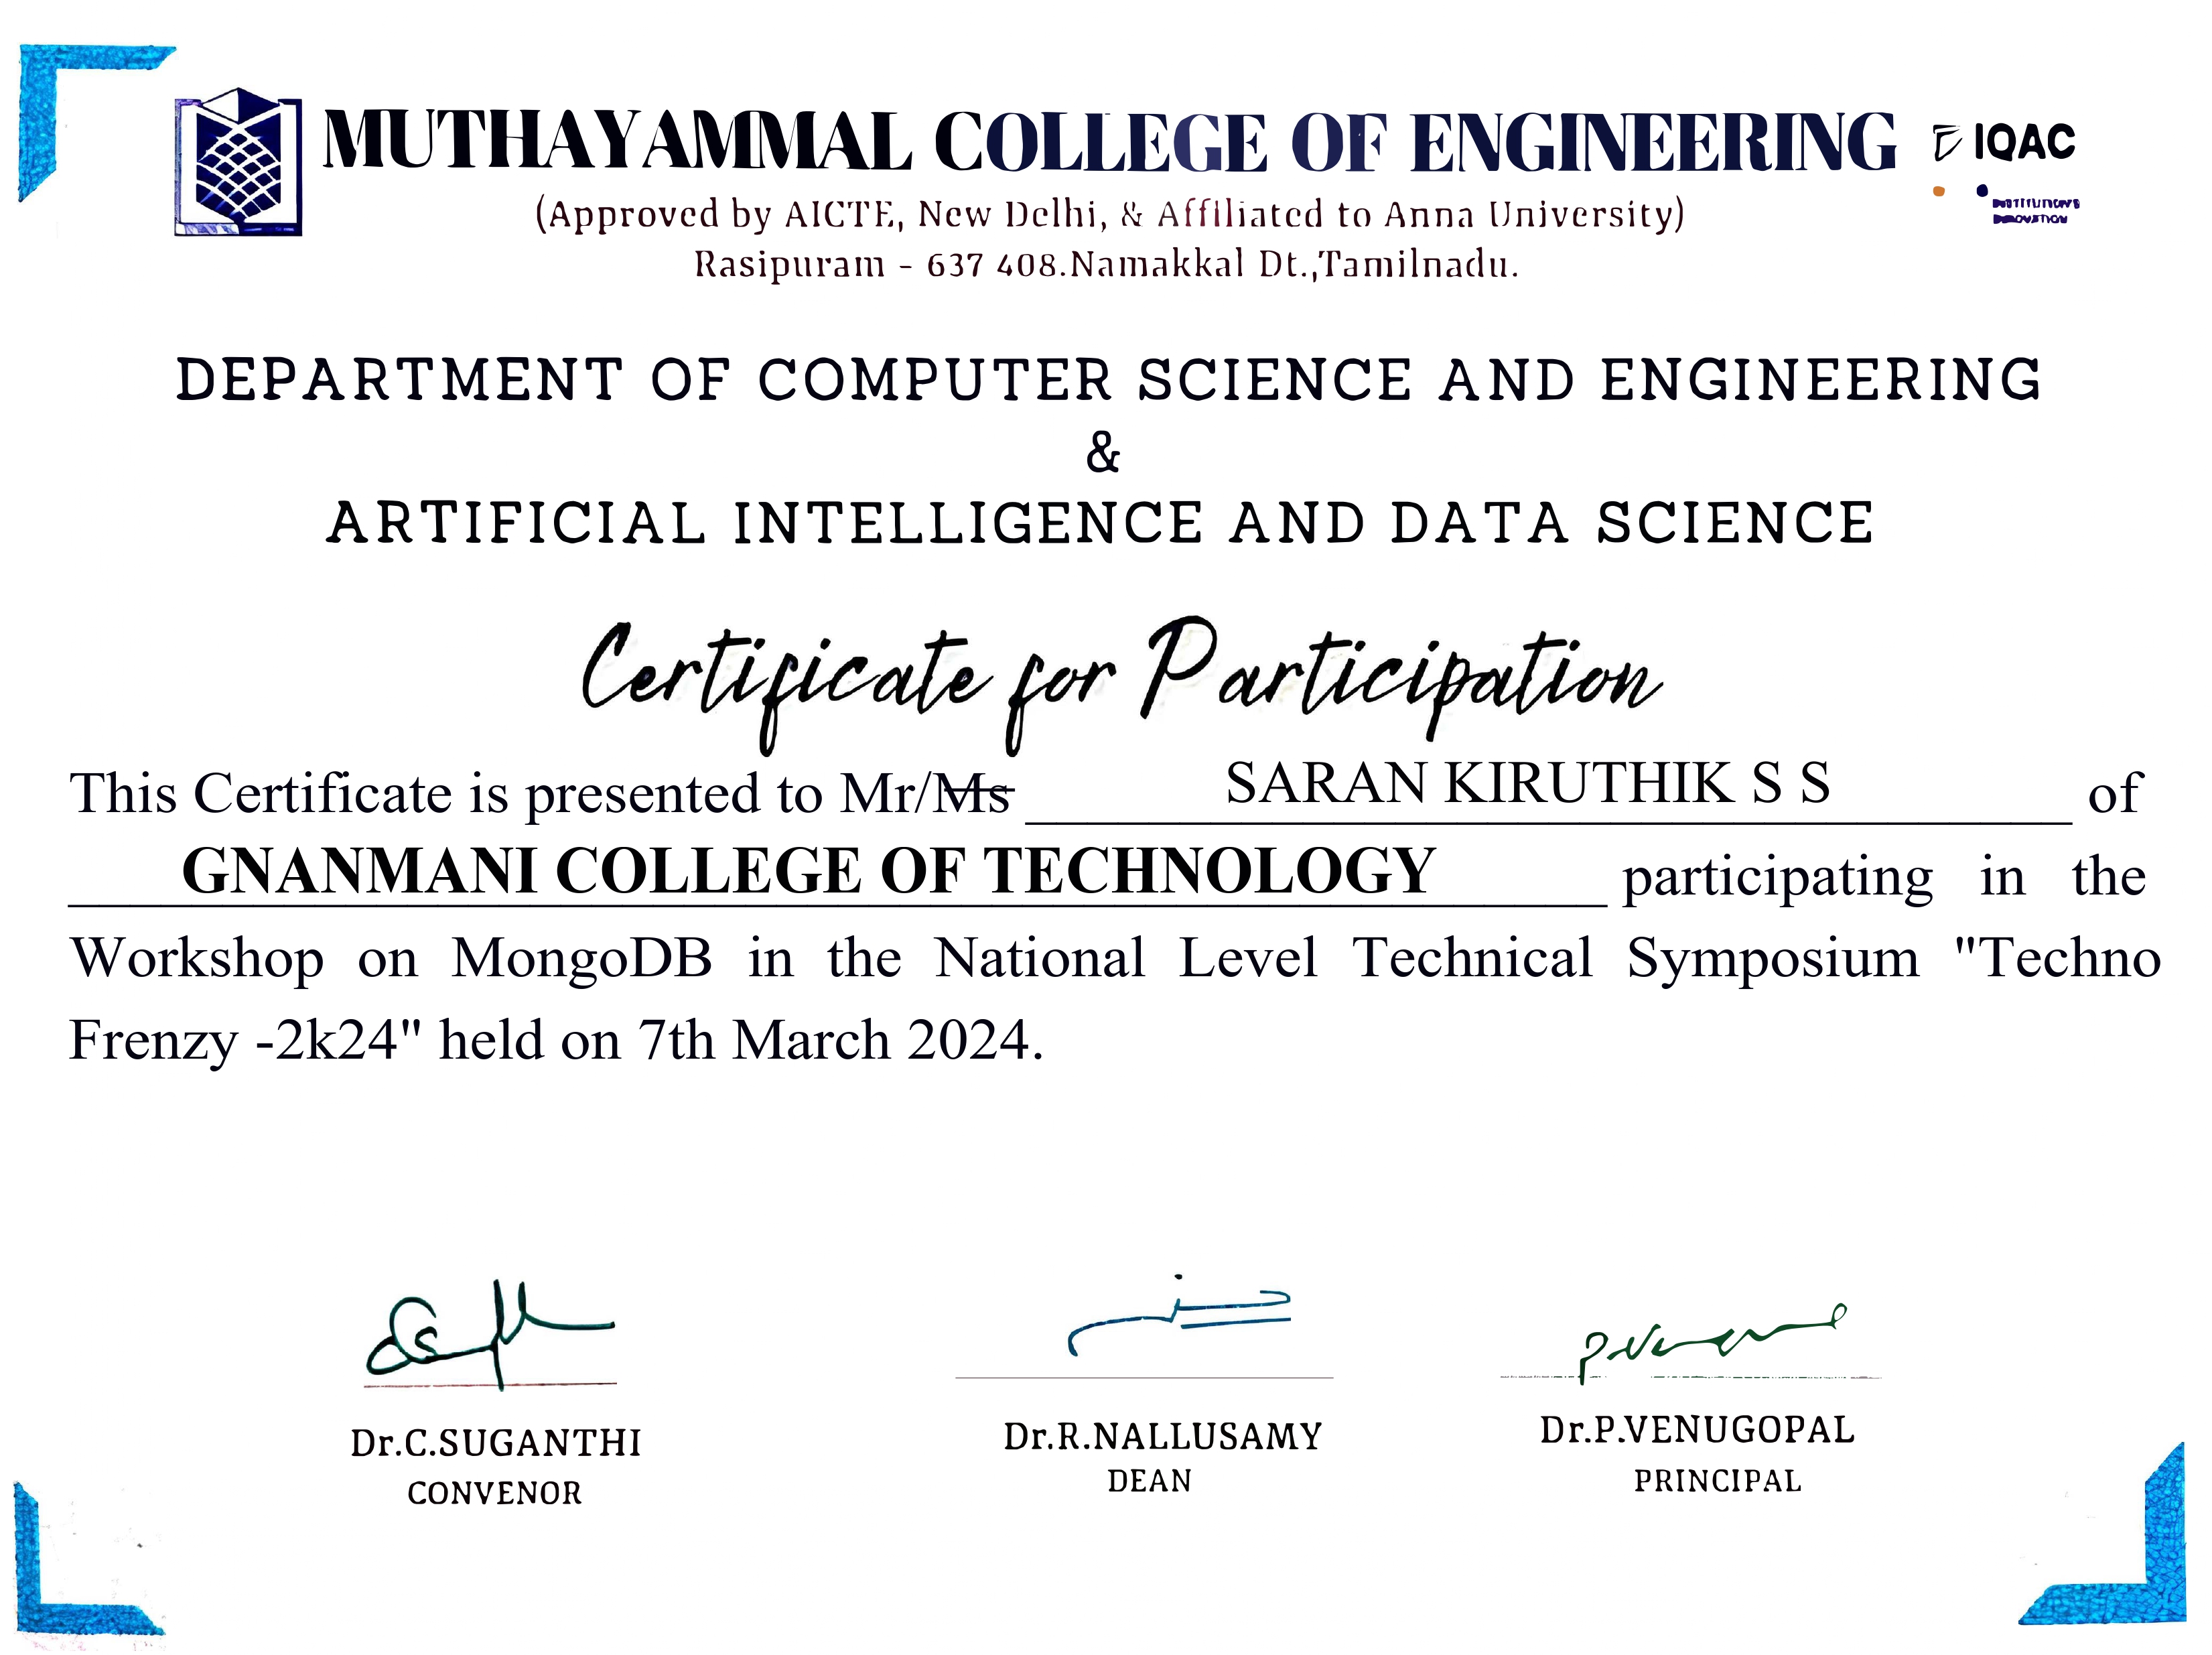 MUTHAYAMMAL COLLEGE OF ENGINEERING
IQAC
(Approved by AICTE, New Delhi, & Affiliated to Anna University)
INSTITUTION'S
INNOVATION
Rasipuram - 637 408.Namakkal Dt.,Tamilnadu.
DEPARTMENT OF COMPUTER SCIENCE AND ENGINEERING
&
ARTIFICIAL INTELLIGENCE AND DATA SCIENCE
Certificate for Participation
This Certificate is presented to Mr/Ms SARAN KIRUTHIK S S of
GNANMANI COLLEGE OF TECHNOLOGY participating in the
Workshop on MongoDB in the National Level Technical Symposium "Techno
Frenzy -2k24" held on 7th March 2024.
Dr.C.SUGANTHI
CONVENOR
Dr.R.NALLUSAMY
DEAN
Dr.P.VENUGOPAL
PRINCIPAL